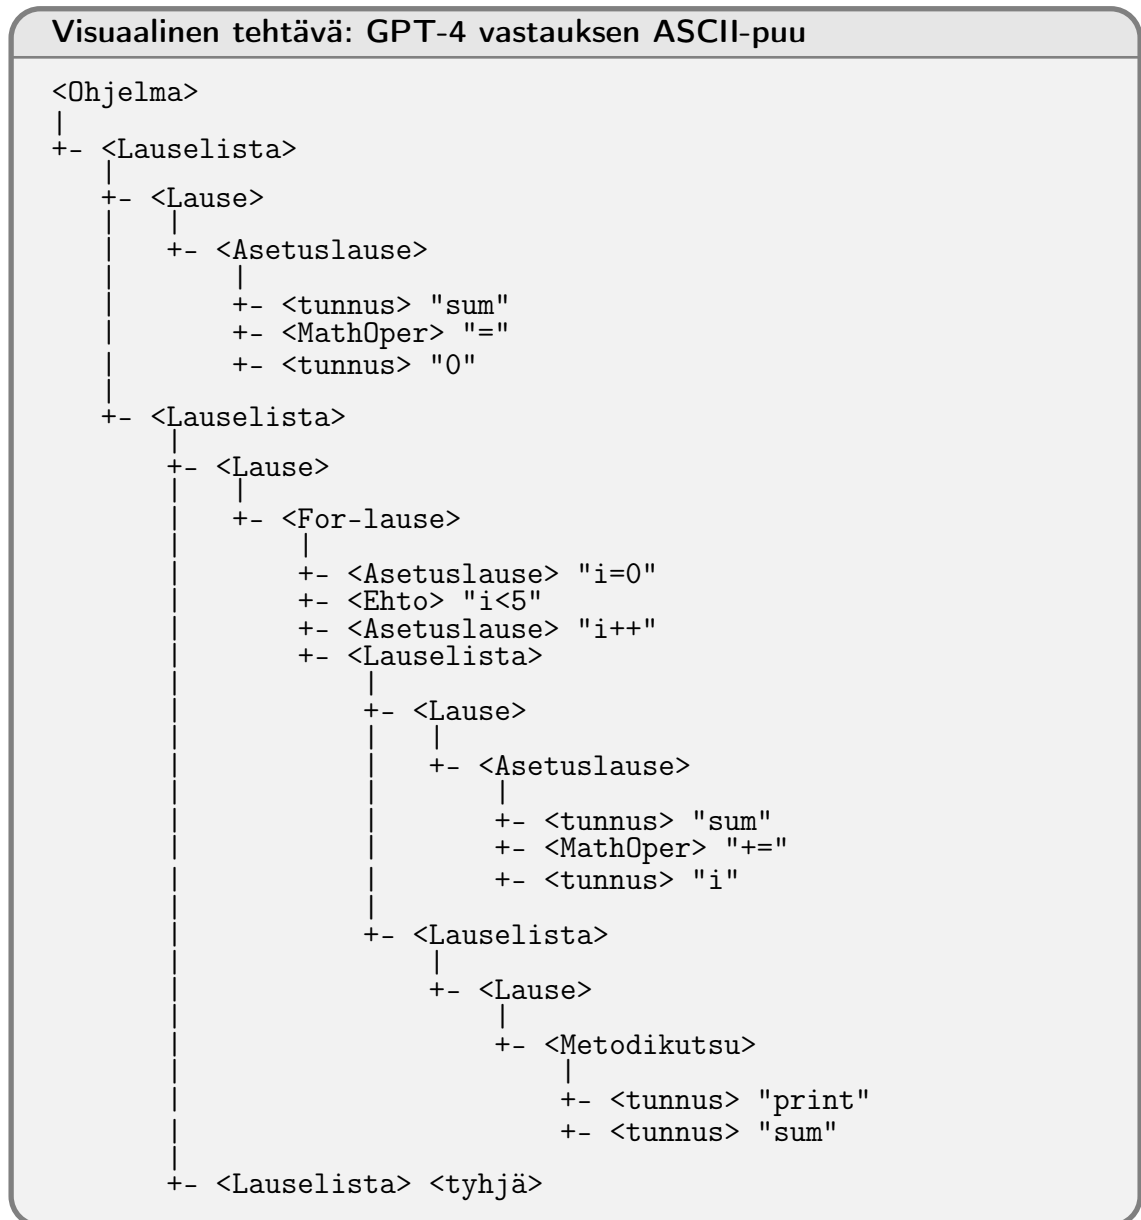 Visuaalinen tehtävä: GPT-4 vastauksen ASCII-puu
<Ohjelma>
|
+- <Lauselista>
   |
   +- <Lause>
   |   |
   |   +- <Asetuslause>
   |       |
   |       +- <tunnus> "sum"
   |       +- <MathOper> "="
   |       +- <tunnus> "0"
   |
   +- <Lauselista>
       |
       +- <Lause>
       |   |
       |   +- <For-lause>
       |       |
       |       +- <Asetuslause> "i=0"
       |       +- <Ehto> "i<5"
       |       +- <Asetuslause> "i++"
       |       +- <Lauselista>
       |           |
       |           +- <Lause>
       |           |   |
       |           |   +- <Asetuslause>
       |           |       |
       |           |       +- <tunnus> "sum"
       |           |       +- <MathOper> "+="
       |           |       +- <tunnus> "i"
       |           |
       |           +- <Lauselista>
       |               |
       |               +- <Lause>
       |                   |
       |                   +- <Metodikutsu>
       |                       |
       |                       +- <tunnus> "print"
       |                       +- <tunnus> "sum"
       |
       +- <Lauselista> <tyhjä>